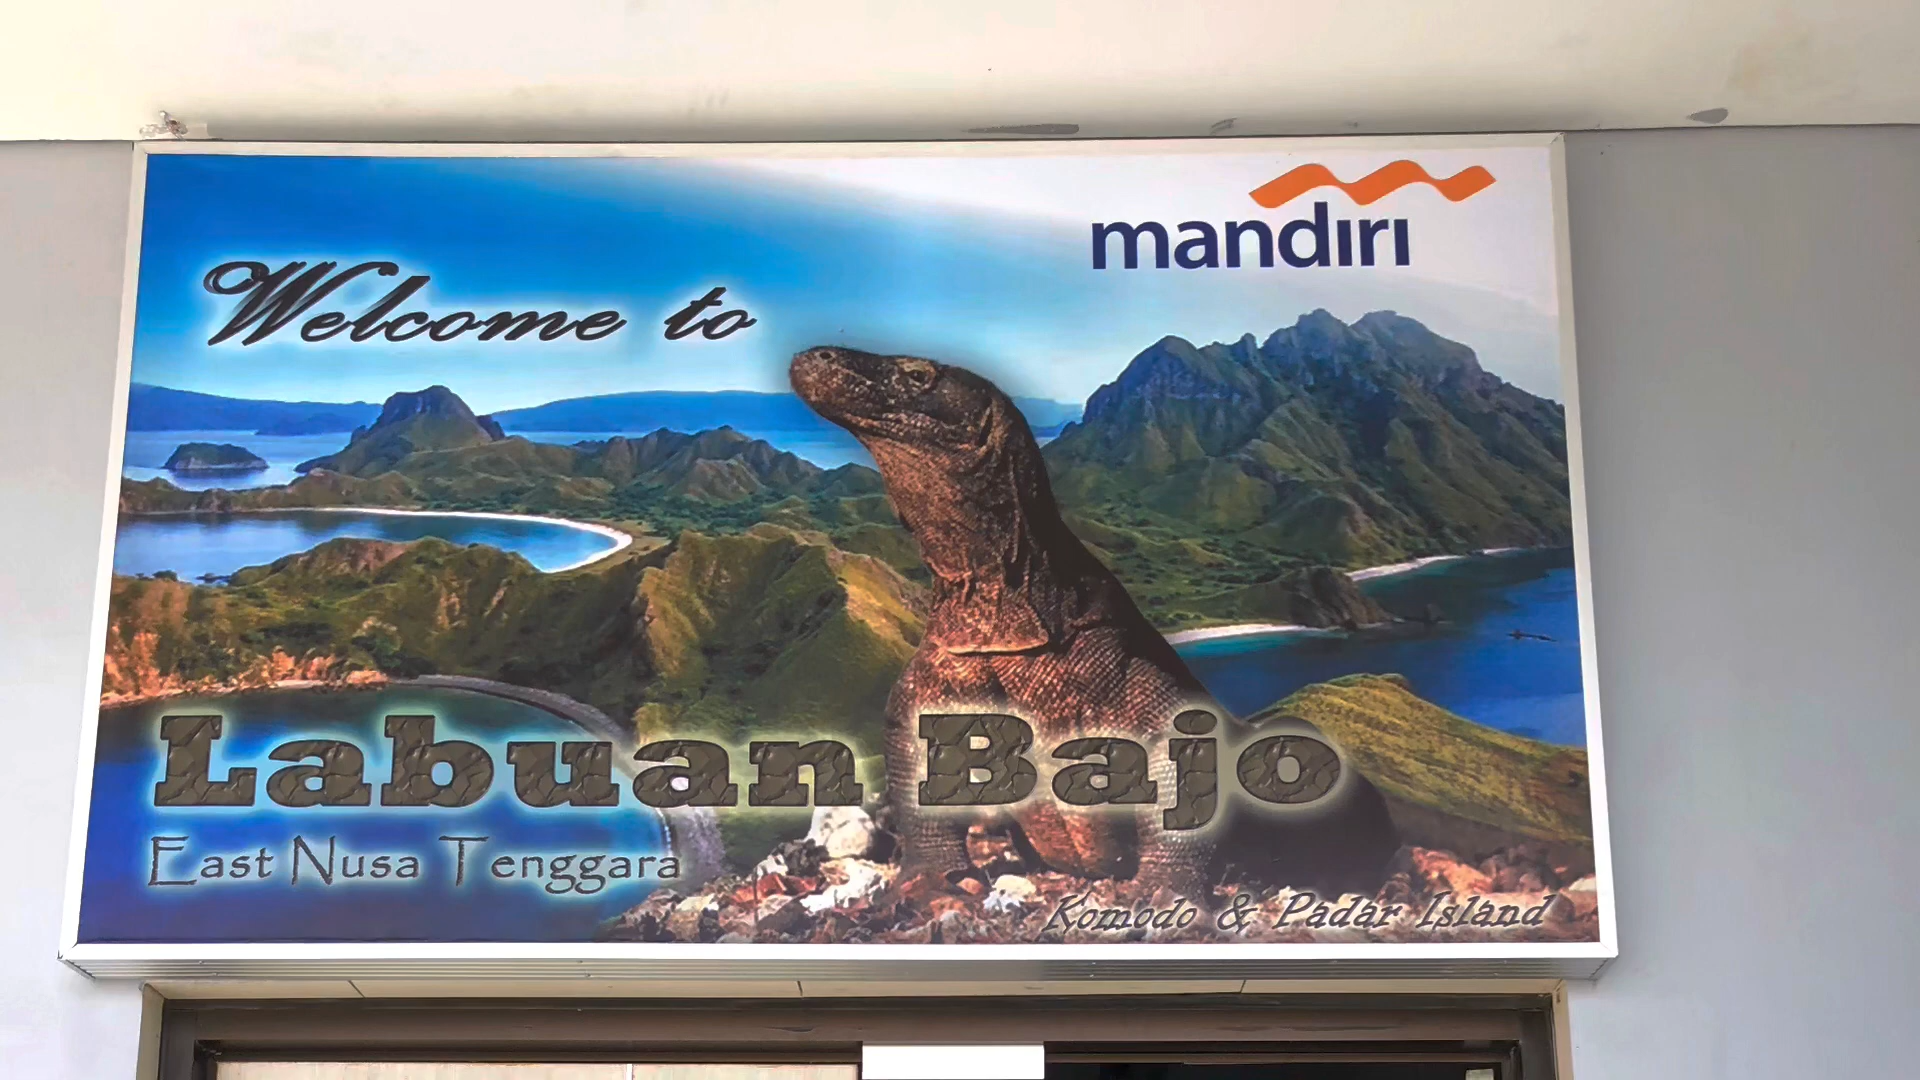 mandiri
Welcome to
Labuan Bajo
East Nusa Tenggara
Komodo & Padar Island